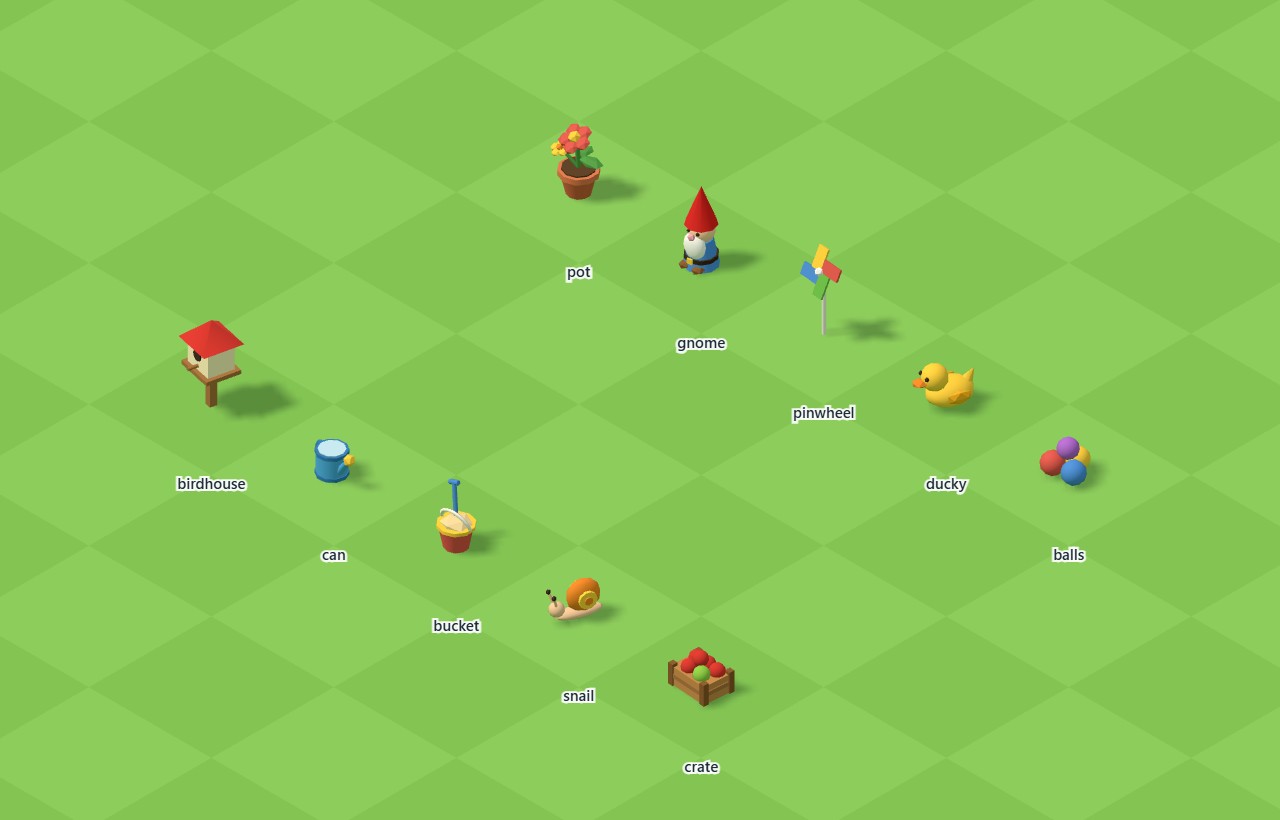 pot
gnome
pinwheel
birdhouse
ducky
can
balls
bucket
snail
crate